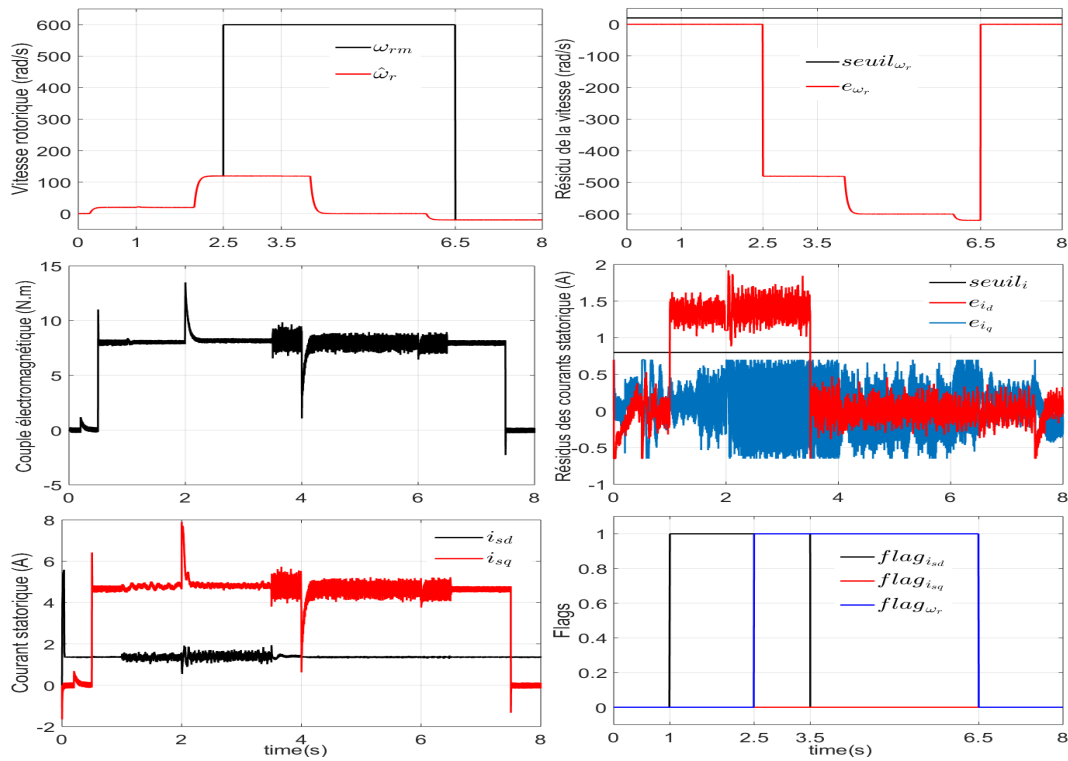 Vitesse rotorique (rad/s)
600
500
400
300
200
100
0
0 1 2.5 3.5 6.5 8
ω_rm
ω̂_r
Résidu de la vitesse (rad/s)
0
-100
-200
-300
-400
-500
-600
0 1 2.5 3.5 6.5 8
seuil_ω_r
e_ω_r
Couple électromagnétique (N.m)
15
10
5
0
-5
0 2 4 6 8
Résidus des courants statorique (A)
2
1.5
1
0.5
0
-0.5
-1
0 2 4 6 8
seuil_i
e_i_d
e_i_q
Courant statorique (A)
8
6
4
2
0
-2
0 2 4 6 8
time(s)
i_sd
i_sq
Flags
1
0.8
0.6
0.4
0.2
0
0 1 2.5 3.5 6.5 8
time(s)
flag_i_sd
flag_i_sq
flag_ω_r